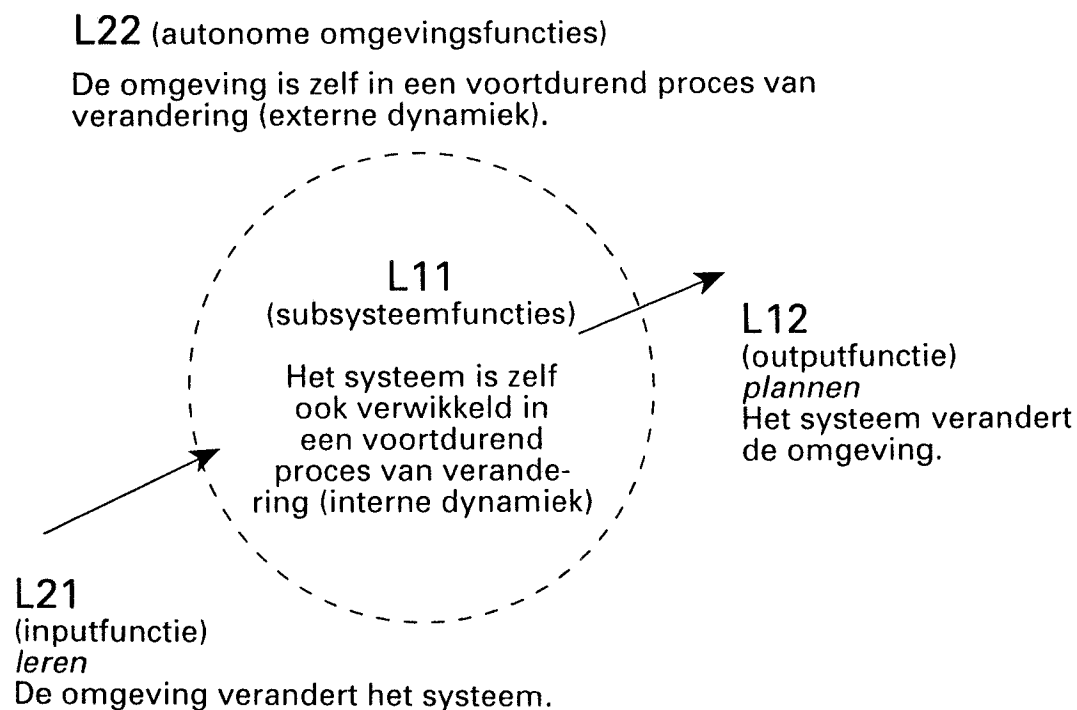 L22 (autonome omgevingsfuncties)
De omgeving is zelf in een voortdurend proces van
verandering (externe dynamiek).
L11
(subsysteemfuncties)
Het systeem is zelf
ook verwikkeld in
een voortdurend
proces van verande-
ring (interne dynamiek)
L12
(outputfunctie)
plannen
Het systeem verandert
de omgeving.
L21
(inputfunctie)
leren
De omgeving verandert het systeem.